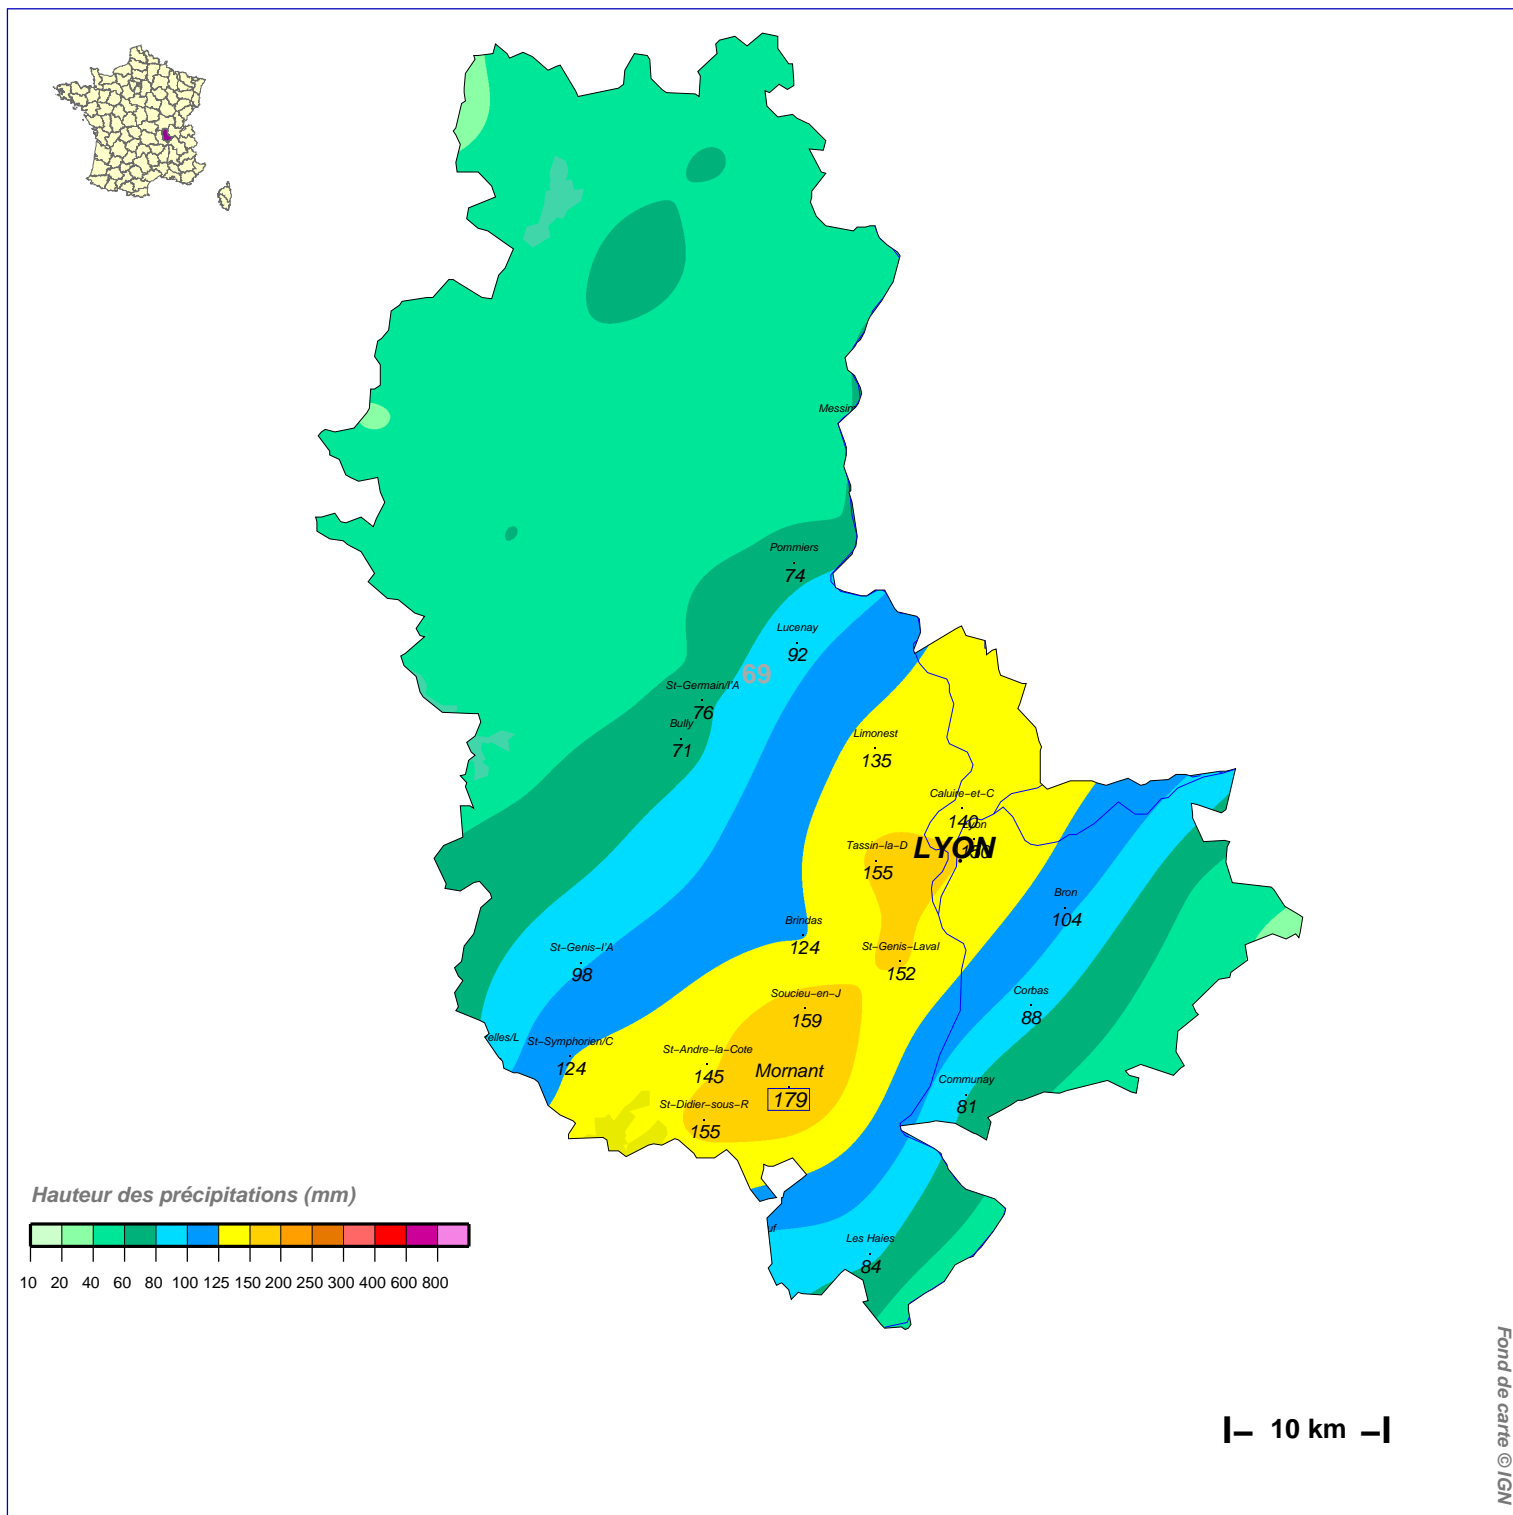 Messim
Pommiers
74
Lucenay
92
69
St-Germain/l'A
76
Bully
71
Limonest
135
Caluire-et-C
140
Lyon
LYON
Tassin-la-D
155
Bron
104
Brindas
124
St-Genis-Laval
152
St-Genis-l'A
98
Soucieu-en-J
159
Corbas
88
elles/L
St-Symphorien/C
124
St-Andre-la-Cote
145
Mornant
179
Communay
81
St-Didier-sous-R
155
uf
Les Haies
84
Hauteur des précipitations (mm)
10 20 40 60 80 100 125 150 200 250 300 400 600 800
10 km
Fond de carte © IGN